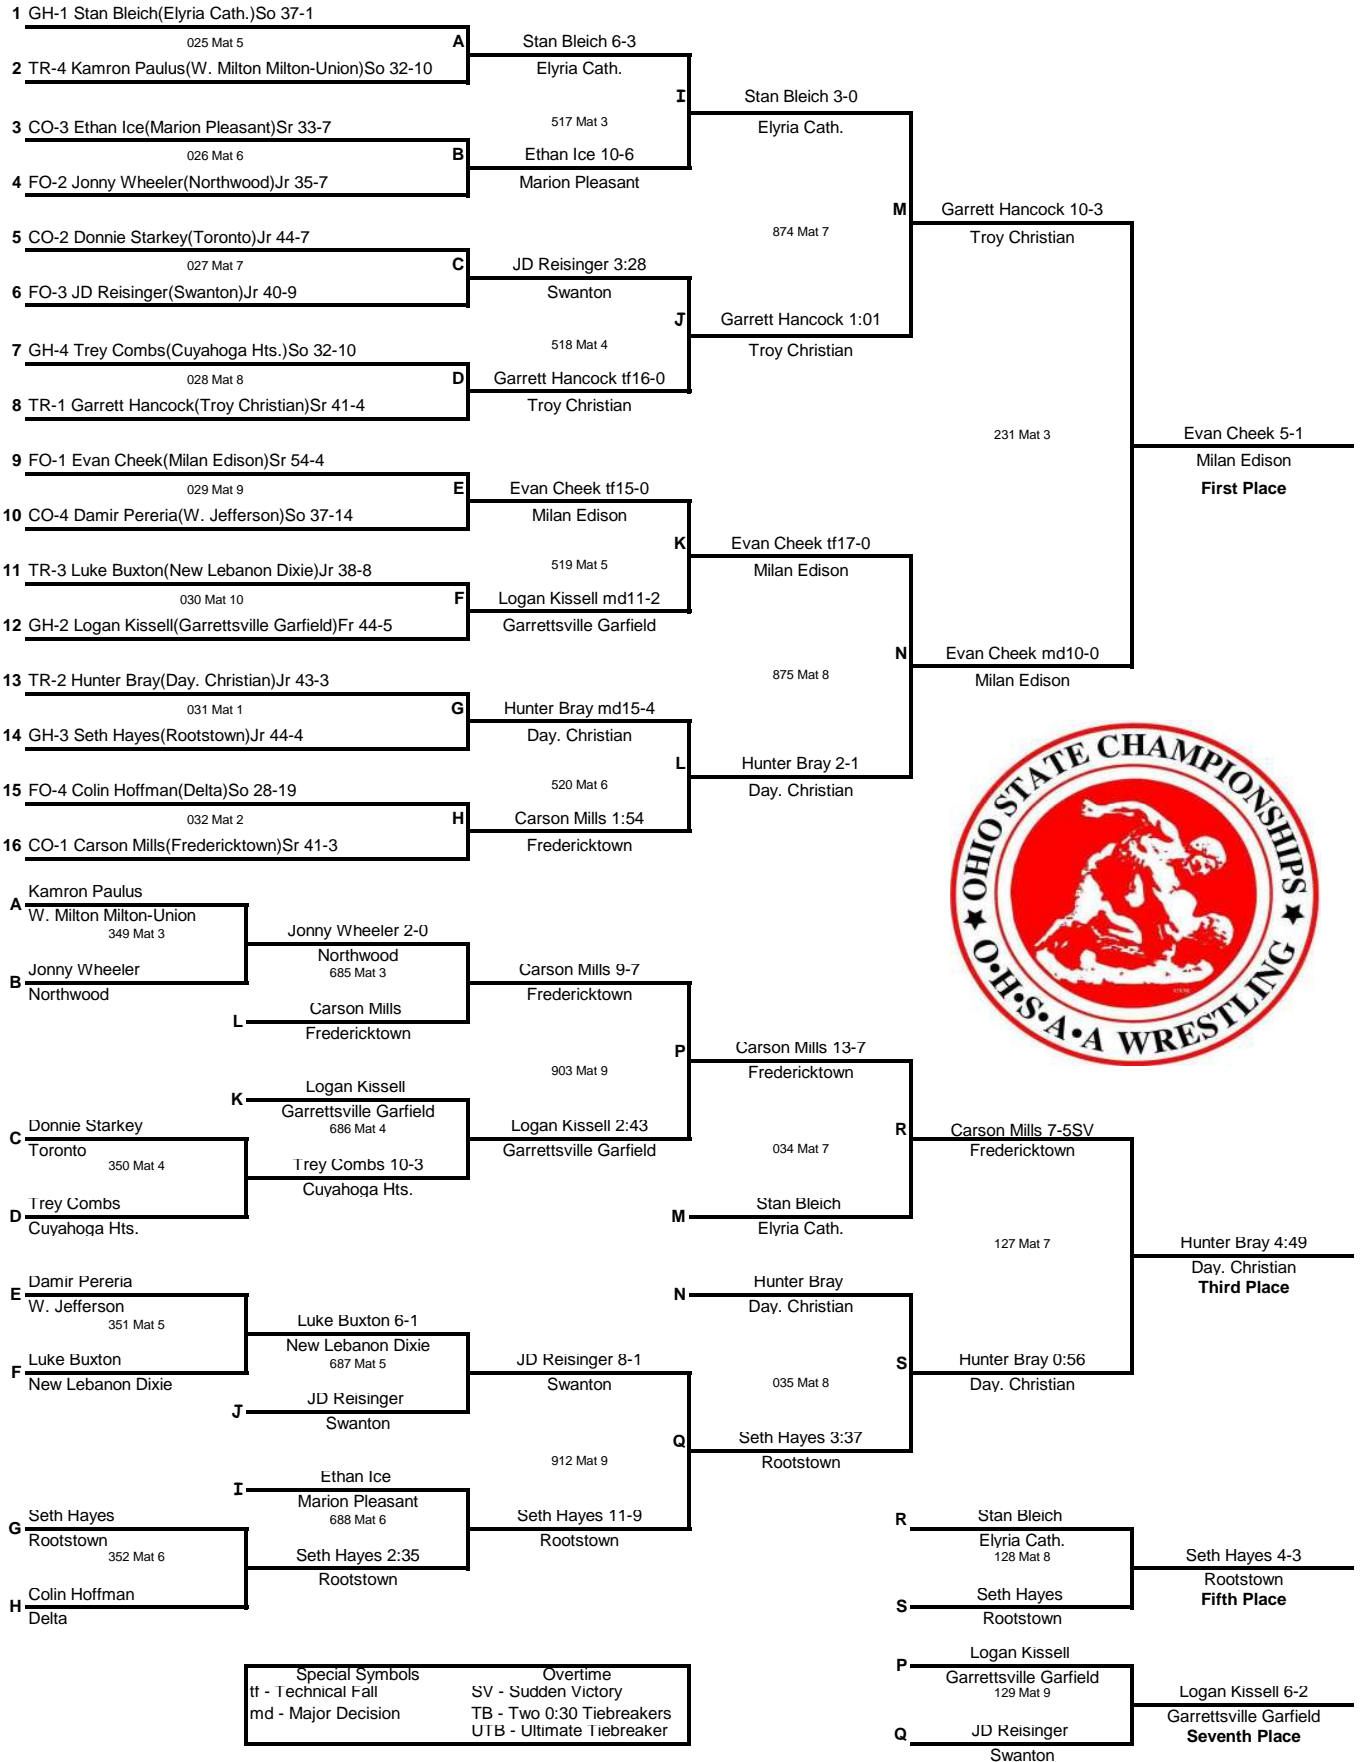 1 GH-1 Stan Bleich(Elyria Cath.)So 37-1
025 Mat 5
A
2 TR-4 Kamron Paulus(W. Milton Milton-Union)So 32-10
Stan Bleich 6-3
Elyria Cath.
517 Mat 3
I
3 CO-3 Ethan Ice(Marion Pleasant)Sr 33-7
026 Mat 6
B
4 FO-2 Jonny Wheeler(Northwood)Jr 35-7
Ethan Ice 10-6
Marion Pleasant
Stan Bleich 3-0
Elyria Cath.
874 Mat 7
M
5 CO-2 Donnie Starkey(Toronto)Jr 44-7
027 Mat 7
C
6 FO-3 JD Reisinger(Swanton)Jr 40-9
JD Reisinger 3:28
Swanton
518 Mat 4
J
7 GH-4 Trey Combs(Cuyahoga Hts.)So 32-10
028 Mat 8
D
8 TR-1 Garrett Hancock(Troy Christian)Sr 41-4
Garrett Hancock tf16-0
Troy Christian
Garrett Hancock 1:01
Troy Christian
Garrett Hancock 10-3
Troy Christian
231 Mat 3
9 FO-1 Evan Cheek(Milan Edison)Sr 54-4
029 Mat 9
E
10 CO-4 Damir Pereria(W. Jefferson)So 37-14
Evan Cheek tf15-0
Milan Edison
519 Mat 5
K
11 TR-3 Luke Buxton(New Lebanon Dixie)Jr 38-8
030 Mat 10
F
12 GH-2 Logan Kissell(Garrettsville Garfield)Fr 44-5
Logan Kissell md11-2
Garrettsville Garfield
Evan Cheek tf17-0
Milan Edison
875 Mat 8
N
13 TR-2 Hunter Bray(Day. Christian)Jr 43-3
031 Mat 1
G
14 GH-3 Seth Hayes(Rootstown)Jr 44-4
Hunter Bray md15-4
Day. Christian
520 Mat 6
L
15 FO-4 Colin Hoffman(Delta)So 28-19
032 Mat 2
H
16 CO-1 Carson Mills(Fredericktown)Sr 41-3
Carson Mills 1:54
Fredericktown
Hunter Bray 2-1
Day. Christian
Evan Cheek md10-0
Milan Edison
Evan Cheek 5-1
Milan Edison
First Place
★ OHIO STATE CHAMPIONSHIPS ★
O•H•S•A•A WRESTLING
A Kamron Paulus
W. Milton Milton-Union
349 Mat 3
B Jonny Wheeler
Northwood
Jonny Wheeler 2-0
Northwood
685 Mat 3
L Carson Mills
Fredericktown
Carson Mills 9-7
Fredericktown
903 Mat 9
P
K Logan Kissell
Garrettsville Garfield
686 Mat 4
C Donnie Starkey
Toronto
350 Mat 4
D Trey Combs
Cuyahoga Hts.
Trey Combs 10-3
Cuyahoga Hts.
Logan Kissell 2:43
Garrettsville Garfield
Carson Mills 13-7
Fredericktown
034 Mat 7
R
M Stan Bleich
Elyria Cath.
Carson Mills 7-5SV
Fredericktown
127 Mat 7
E Damir Pereria
W. Jefferson
351 Mat 5
F Luke Buxton
New Lebanon Dixie
Luke Buxton 6-1
New Lebanon Dixie
687 Mat 5
J JD Reisinger
Swanton
JD Reisinger 8-1
Swanton
912 Mat 9
Q
I Ethan Ice
Marion Pleasant
688 Mat 6
G Seth Hayes
Rootstown
352 Mat 6
H Colin Hoffman
Delta
Seth Hayes 2:35
Rootstown
Seth Hayes 11-9
Rootstown
N Hunter Bray
Day. Christian
035 Mat 8
S
Seth Hayes 3:37
Rootstown
Hunter Bray 0:56
Day. Christian
Hunter Bray 4:49
Day. Christian
Third Place
R Stan Bleich
Elyria Cath.
128 Mat 8
S Seth Hayes
Rootstown
Seth Hayes 4-3
Rootstown
Fifth Place
P Logan Kissell
Garrettsville Garfield
129 Mat 9
Q JD Reisinger
Swanton
Logan Kissell 6-2
Garrettsville Garfield
Seventh Place
Special Symbols
tf - Technical Fall
md - Major Decision
Overtime
SV - Sudden Victory
TB - Two 0:30 Tiebreakers
UTB - Ultimate Tiebreaker